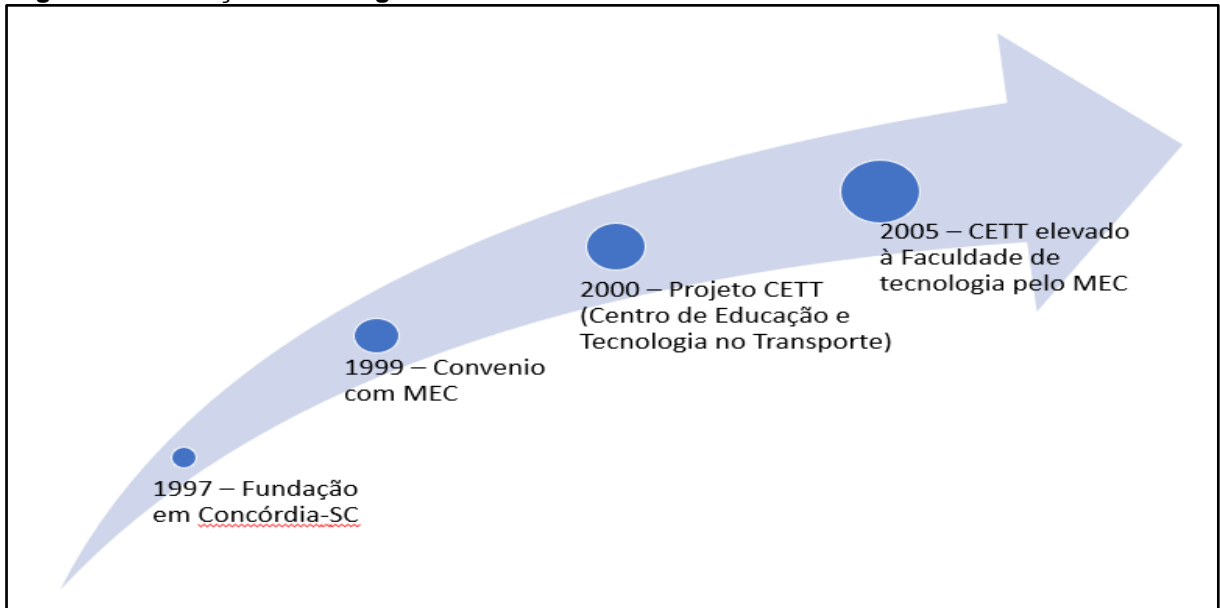 1997 – Fundação
em Concórdia-SC
1999 – Convenio
com MEC
2000 – Projeto CETT
(Centro de Educação e
Tecnologia no Transporte)
2005 – CETT elevado
à Faculdade de
tecnologia pelo MEC